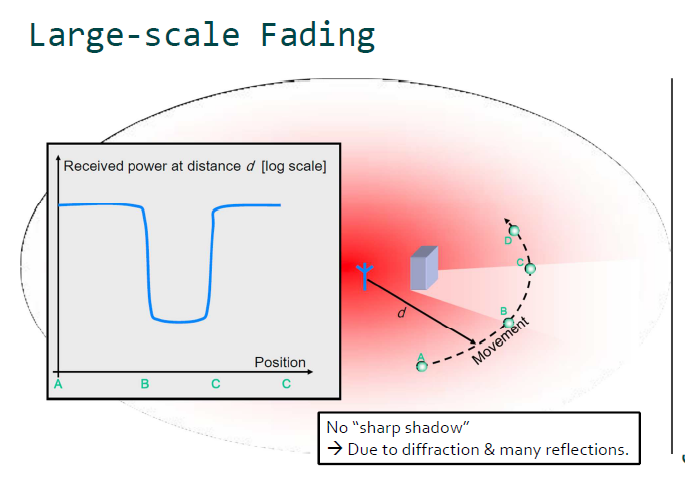 Large-scale Fading
Received power at distance d [log scale]
Position
A B C C
D
C
B
A
d
Movement
No “sharp shadow”
→ Due to diffraction & many reflections.